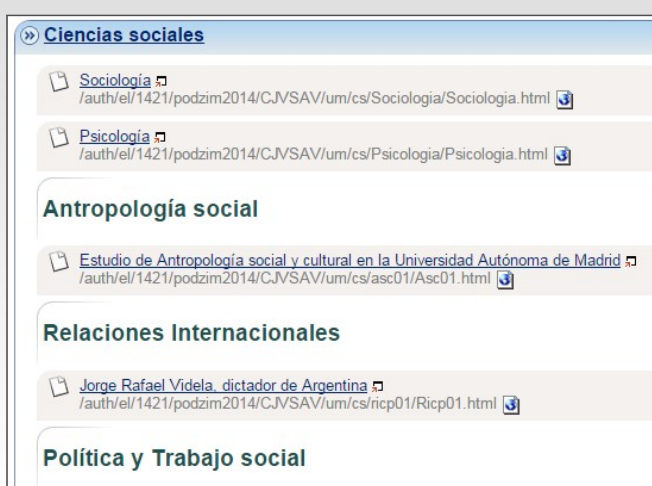 Ciencias sociales
Sociología
/auth/el/1421/podzim2014/CJVSAV/um/cs/Sociologia/Sociologia.html
Psicología
/auth/el/1421/podzim2014/CJVSAV/um/cs/Psicologia/Psicologia.html
Antropología social
Estudio de Antropología social y cultural en la Universidad Autónoma de Madrid
/auth/el/1421/podzim2014/CJVSAV/um/cs/asc01/Asc01.html
Relaciones Internacionales
Jorge Rafael Videla, dictador de Argentina
/auth/el/1421/podzim2014/CJVSAV/um/cs/ricp01/Ricp01.html
Política y Trabajo social